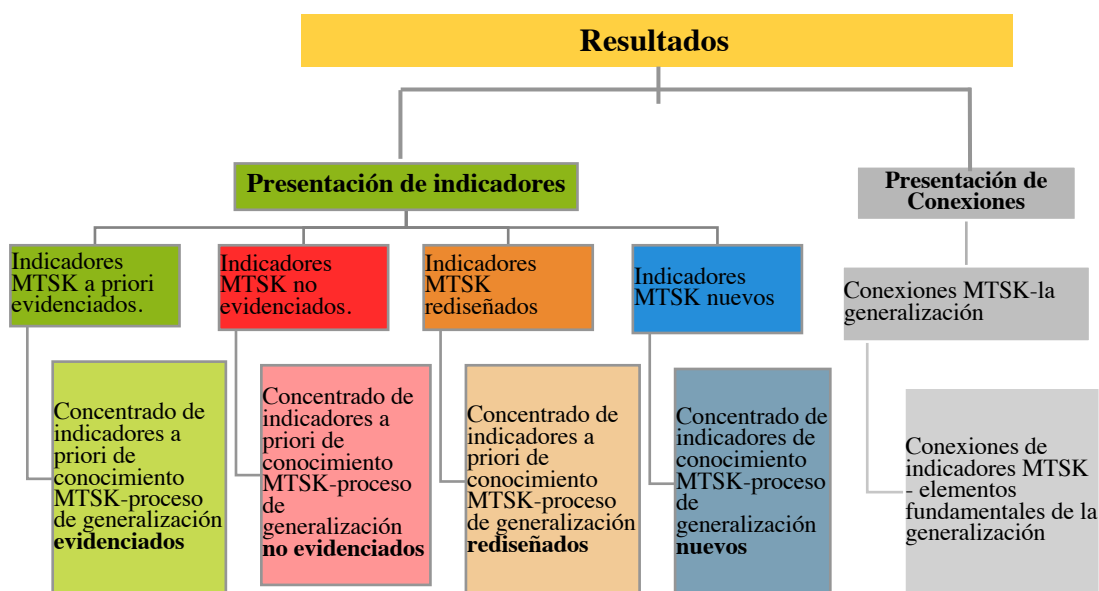 Resultados
Presentación de indicadores
Presentación de
Conexiones
Indicadores
MTSK a priori
evidenciados.
Indicadores
MTSK no
evidenciados.
Indicadores
MTSK
rediseñados
Indicadores
MTSK nuevos
Conexiones MTSK-la
generalización
Concentrado de
indicadores a
priori de
conocimiento
MTSK-proceso
de generalización
evidenciados
Concentrado de
indicadores a
priori de
conocimiento
MTSK-proceso
de
generalización
no evidenciados
Concentrado de
indicadores a
priori de
conocimiento
MTSK-proceso
de generalización
rediseñados
Concentrado de
indicadores de
conocimiento
MTSK-proceso
de
generalización
nuevos
Conexiones de
indicadores MTSK
- elementos
fundamentales de la
generalización